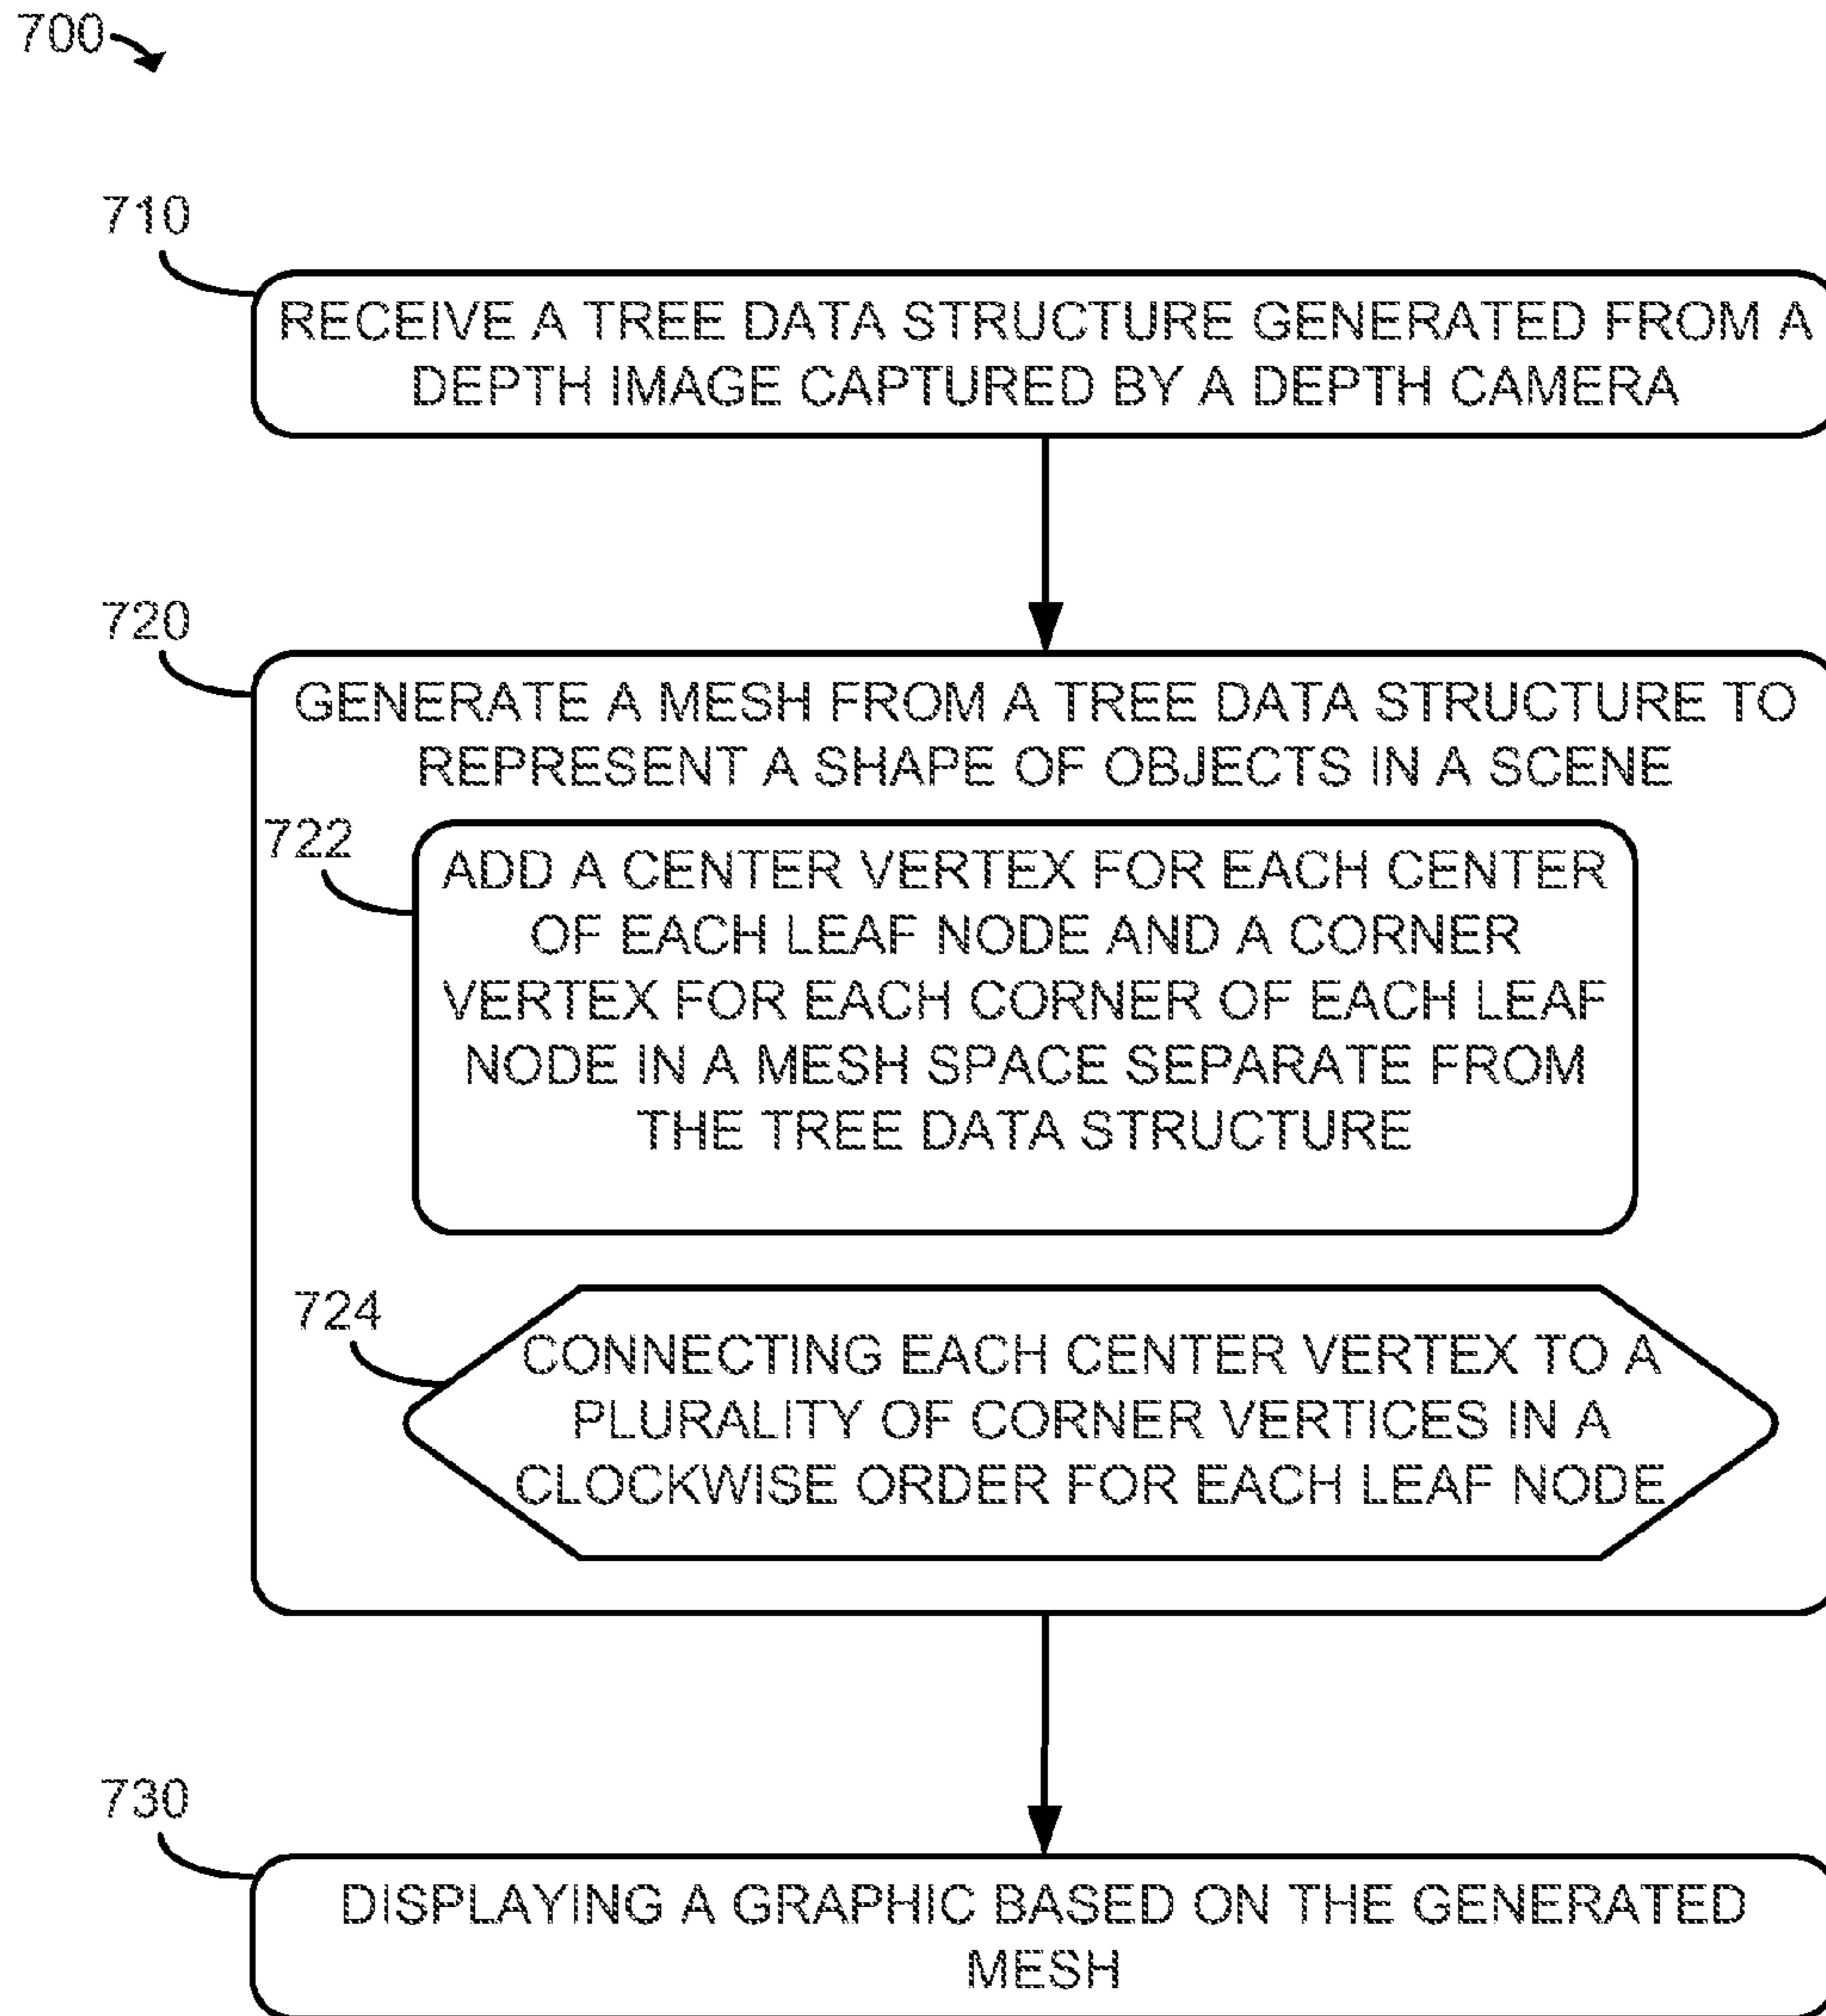 700
710
RECEIVE A TREE DATA STRUCTURE GENERATED FROM A
DEPTH IMAGE CAPTURED BY A DEPTH CAMERA
720
GENERATE A MESH FROM A TREE DATA STRUCTURE TO
REPRESENT A SHAPE OF OBJECTS IN A SCENE
722
ADD A CENTER VERTEX FOR EACH CENTER
OF EACH LEAF NODE AND A CORNER
VERTEX FOR EACH CORNER OF EACH LEAF
NODE IN A MESH SPACE SEPARATE FROM
THE TREE DATA STRUCTURE
724
CONNECTING EACH CENTER VERTEX TO A
PLURALITY OF CORNER VERTICES IN A
CLOCKWISE ORDER FOR EACH LEAF NODE
730
DISPLAYING A GRAPHIC BASED ON THE GENERATED
MESH